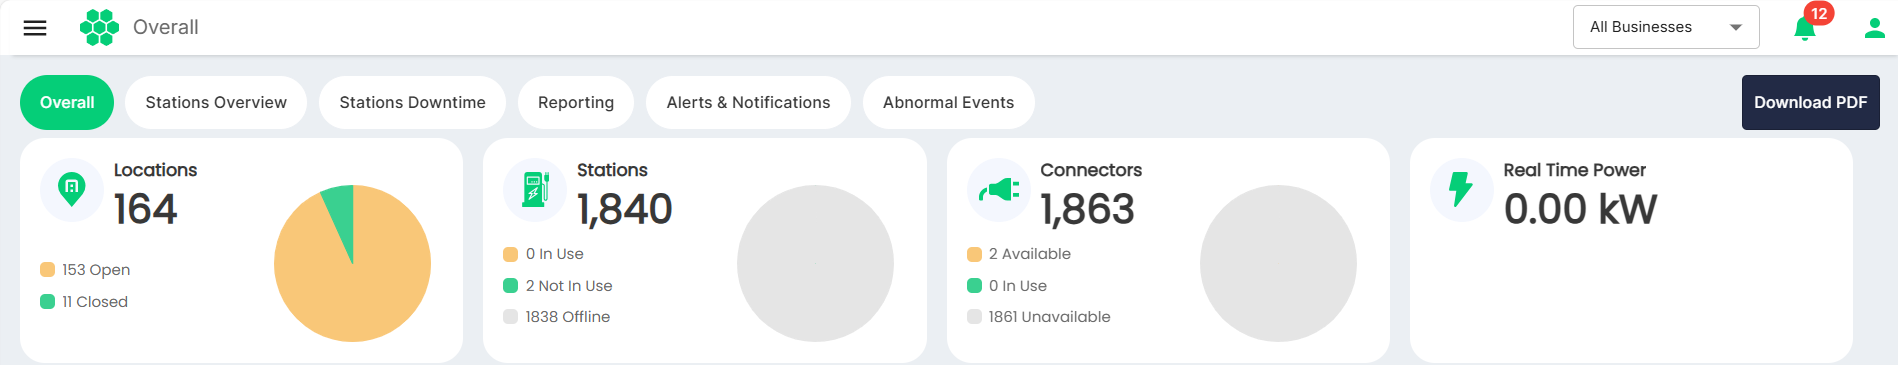 Overall
All Businesses
12
Overall
Stations Overview
Stations Downtime
Reporting
Alerts & Notifications
Abnormal Events
Download PDF
Locations
164
153 Open
11 Closed
Stations
1,840
0 In Use
2 Not In Use
1838 Offline
Connectors
1,863
2 Available
0 In Use
1861 Unavailable
Real Time Power
0.00 kW